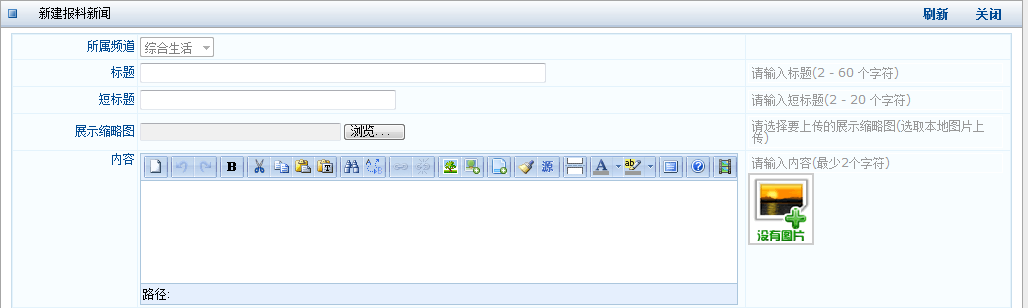 新建报料新闻 刷新 关闭
所属频道 综合生活
标题 请输入标题(2 - 60 个字符)
短标题 请输入短标题(2 - 20 个字符)
展示缩略图 浏览... 请选择要上传的展示缩略图(选取本地图片上
传)
内容 B 源 A ab 请输入内容(最少2个字符)
没有图片
路径: